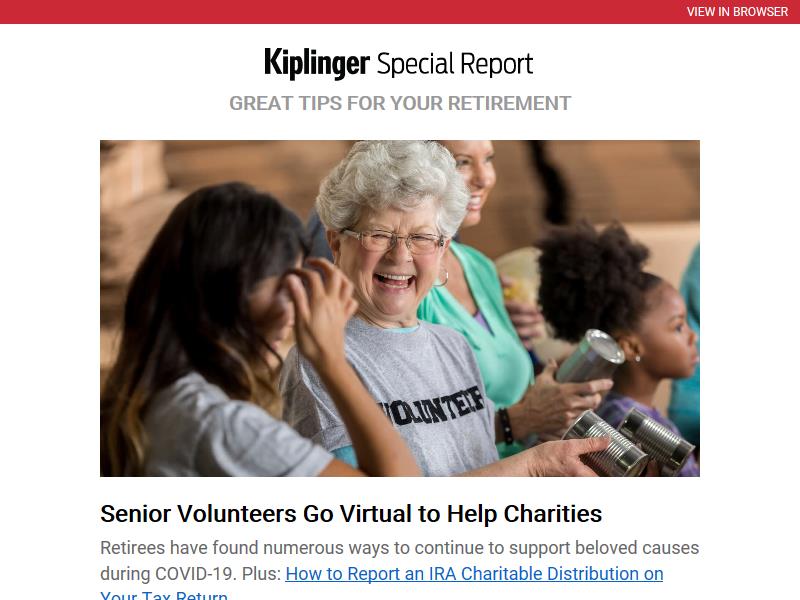 VIEW IN BROWSER
Kiplinger Special Report
GREAT TIPS FOR YOUR RETIREMENT
VOLUNTEER
Senior Volunteers Go Virtual to Help Charities
Retirees have found numerous ways to continue to support beloved causes
during COVID-19. Plus: How to Report an IRA Charitable Distribution on
Your Tax Return